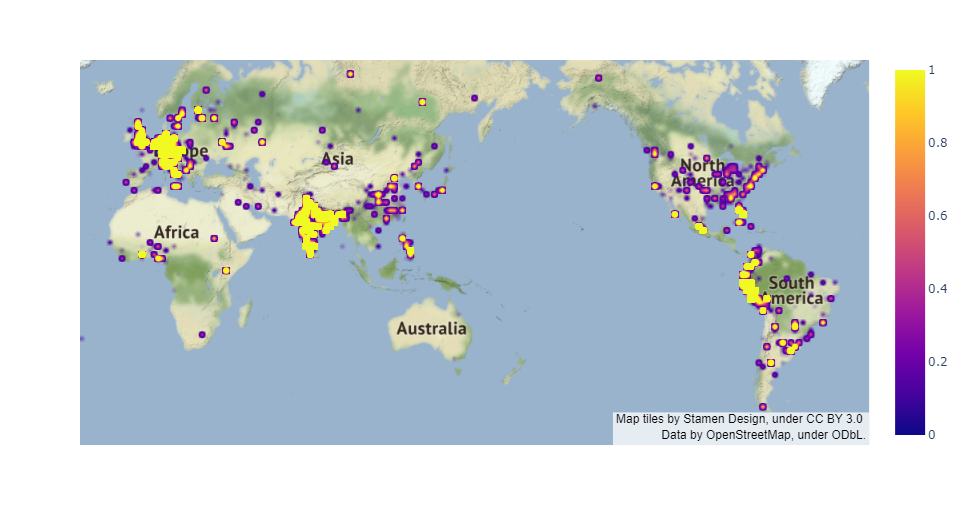 Europe
Asia
North
America
Africa
South
America
Australia
1
0.8
0.6
0.4
0.2
0
Map tiles by Stamen Design, under CC BY 3.0
Data by OpenStreetMap, under ODbL.